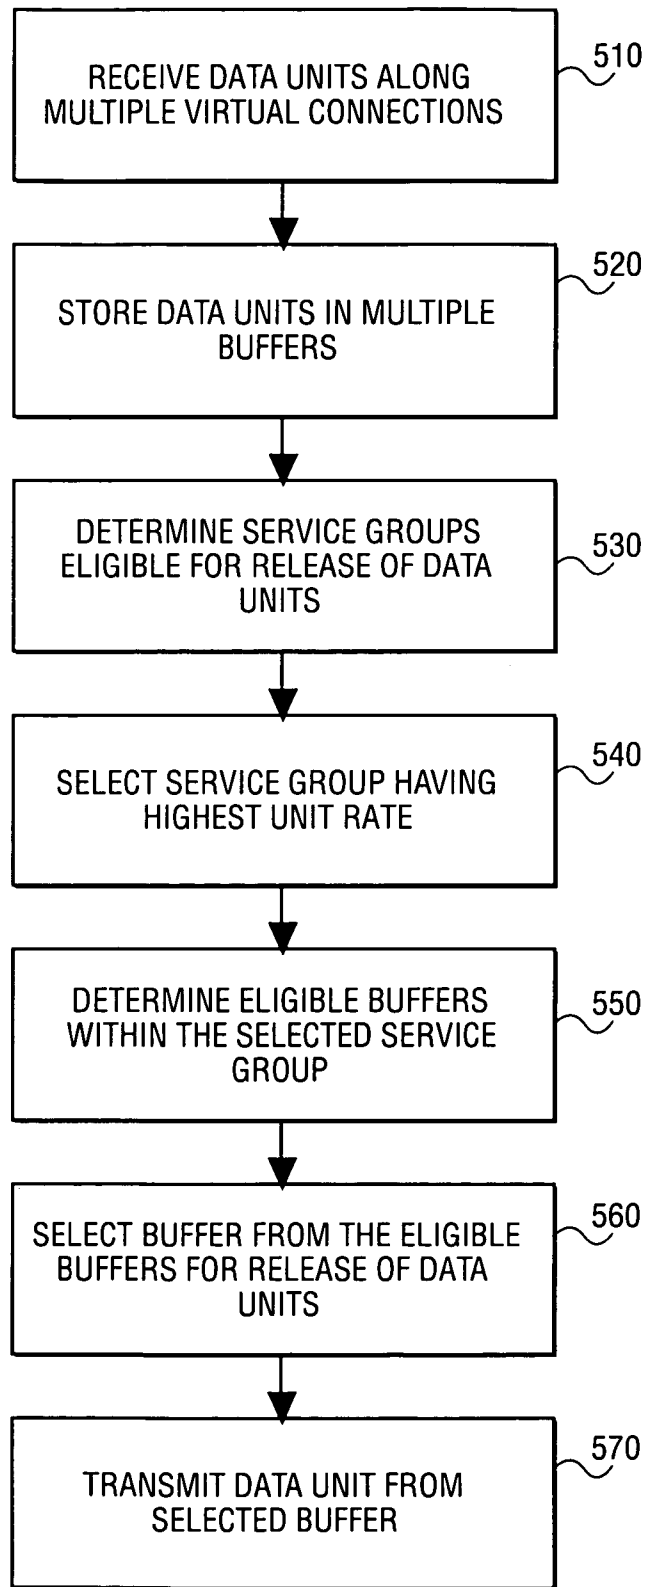 RECEIVE DATA UNITS ALONG
MULTIPLE VIRTUAL CONNECTIONS
510
STORE DATA UNITS IN MULTIPLE
BUFFERS
520
DETERMINE SERVICE GROUPS
ELIGIBLE FOR RELEASE OF DATA
UNITS
530
SELECT SERVICE GROUP HAVING
HIGHEST UNIT RATE
540
DETERMINE ELIGIBLE BUFFERS
WITHIN THE SELECTED SERVICE
GROUP
550
SELECT BUFFER FROM THE ELIGIBLE
BUFFERS FOR RELEASE OF DATA
UNITS
560
TRANSMIT DATA UNIT FROM
SELECTED BUFFER
570